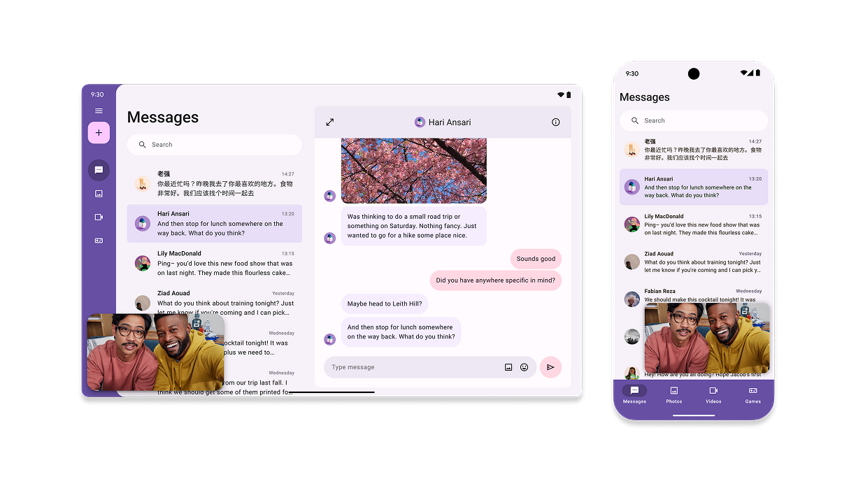 9:30
Messages
Search
老强
14:27
你最近忙吗？昨晚我去了你最喜欢的地方。食物
非常好。我们应该找个时间一起去
Hari Ansari
13:20
And then stop for lunch somewhere on the
way back. What do you think?
Lily MacDonald
13:15
Ping– you'd love this new food show that was
on last night. They made this flourless cake...
Ziad Aouad
Yesterday
What do you think about training tonight? Just
let me know if you're coming and I can pick...
Wednesday
cocktail tonight! It was
plus we need to...
from our trip last fall. I
think we should get some of them printed fo...
Hari Ansari
Was thinking to do a small road trip or
something on Saturday. Nothing fancy. Just
wanted to go for a hike some place nice.
Sounds good
Did you have anywhere specific in mind?
Maybe head to Leith Hill?
And then stop for lunch somewhere
on the way back. What do you think?
Type message
9:30
Messages
Search
老强
14:27
你最近忙吗？昨晚我去了你最喜欢的地方。食物
非常好。我们应该找个时间一起去
Hari Ansari
13:20
And then stop for lunch somewhere on the
way back. What do you think?
Lily MacDonald
13:15
Ping– you'd love this new food show that was
on last night. They made this flourless cake...
Ziad Aouad
Yesterday
What do you think about training tonight? Just
let me know if you're coming and I can pick y...
Fabian Reza
Wednesday
We should make this cocktail tonight! It was
Hey! How are you all doing? Hope Jacob's first
Messages
Photos
Videos
Games